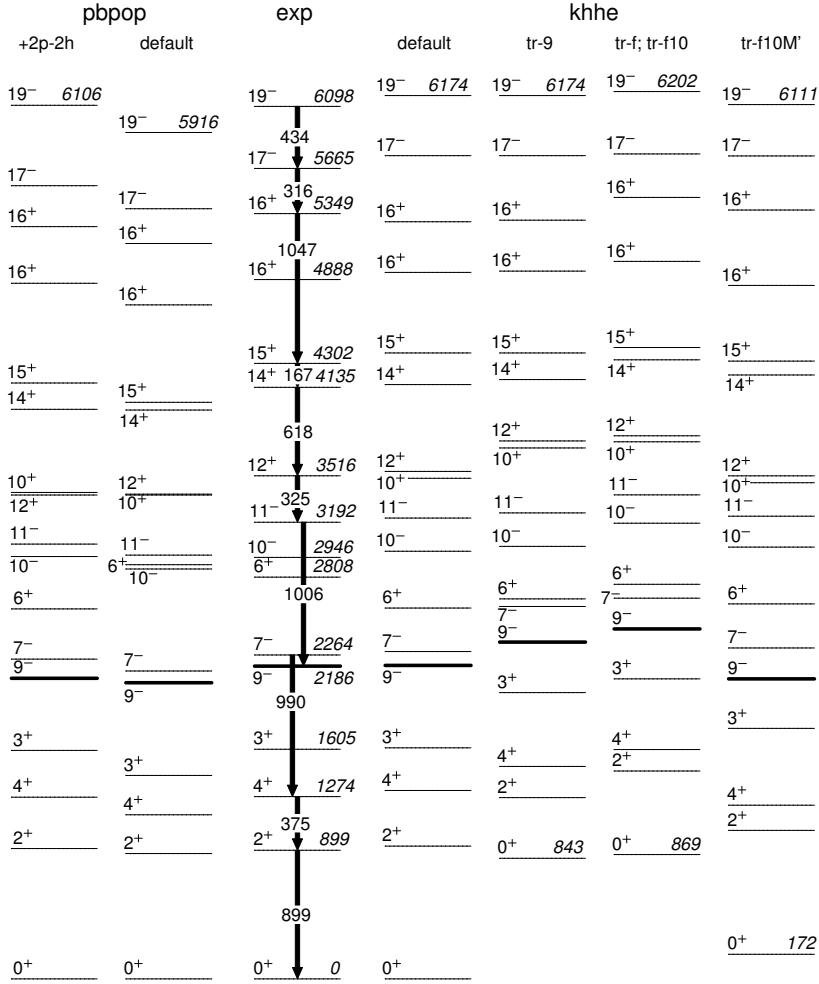 pbpop exp khhe
+2p-2h default default tr-9 tr-f; tr-f10 tr-f10M'
19⁻ 6106 19⁻ 5916 19⁻ 6098 19⁻ 6174 19⁻ 6174 19⁻ 6202 19⁻ 6111
434
17⁻ 17⁻ 17⁻ 5665 17⁻ 17⁻ 17⁻ 17⁻
316
16⁺ 16⁺ 16⁺ 5349 16⁺ 16⁺ 16⁺ 16⁺
1047
16⁺ 16⁺ 16⁺ 4888 16⁺ 16⁺ 16⁺ 16⁺
15⁺ 15⁺ 15⁺ 4302 15⁺ 15⁺ 15⁺ 15⁺
14⁺ 14⁺ 14⁺ 167 4135 14⁺ 14⁺ 14⁺ 14⁺
618
10⁺ 12⁺ 12⁺ 3516 12⁺ 12⁺ 12⁺ 12⁺
12⁺ 10⁺ 325 10⁺ 10⁺ 10⁺ 10⁺
11⁻ 11⁻ 11⁻ 3192 11⁻ 11⁻ 11⁻ 11⁻
10⁻ 6⁺ 10⁻ 2946 10⁻ 10⁻ 10⁻ 10⁻
10⁻ 6⁺ 2808
1006
6⁺ 6⁺ 6⁺ 6⁺ 6⁺
7⁻ 7⁻ 7⁻ 2264 7⁻ 7⁻ 7⁻ 7⁻
9⁻ 9⁻ 9⁻ 2186 9⁻ 9⁻ 9⁻ 9⁻
990
3⁺ 3⁺ 3⁺ 1605 3⁺ 3⁺ 3⁺ 3⁺
4⁺ 4⁺ 4⁺ 1274 4⁺ 4⁺ 4⁺ 4⁺
375
2⁺ 2⁺ 2⁺ 899 2⁺ 2⁺ 2⁺ 2⁺
899
0⁺ 0⁺ 0⁺ 0 0⁺ 0⁺ 843 0⁺ 869 0⁺ 172